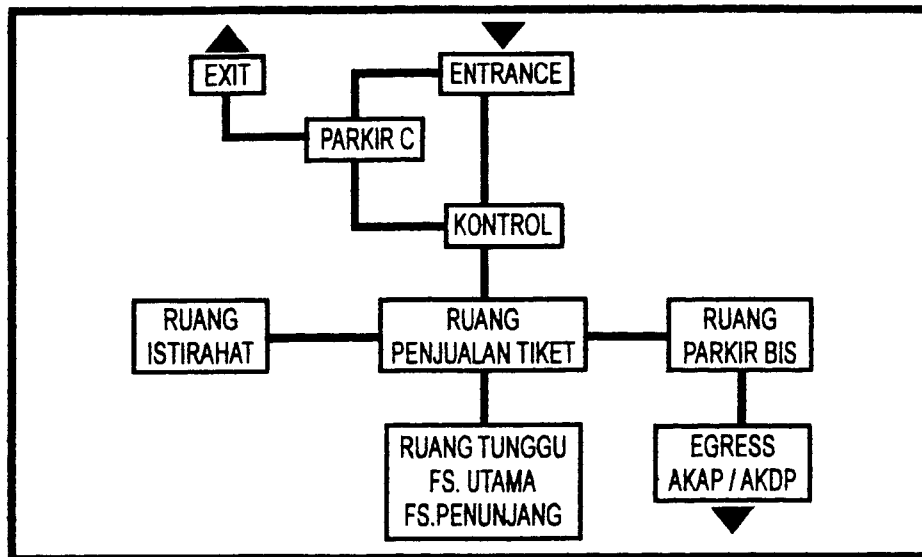 EXIT
ENTRANCE
PARKIR C
KONTROL
RUANG
ISTIRAHAT
RUANG
PENJUALAN TIKET
RUANG
PARKIR BIS
RUANG TUNGGU
FS. UTAMA
FS.PENUNJANG
EGRESS
AKAP / AKDP